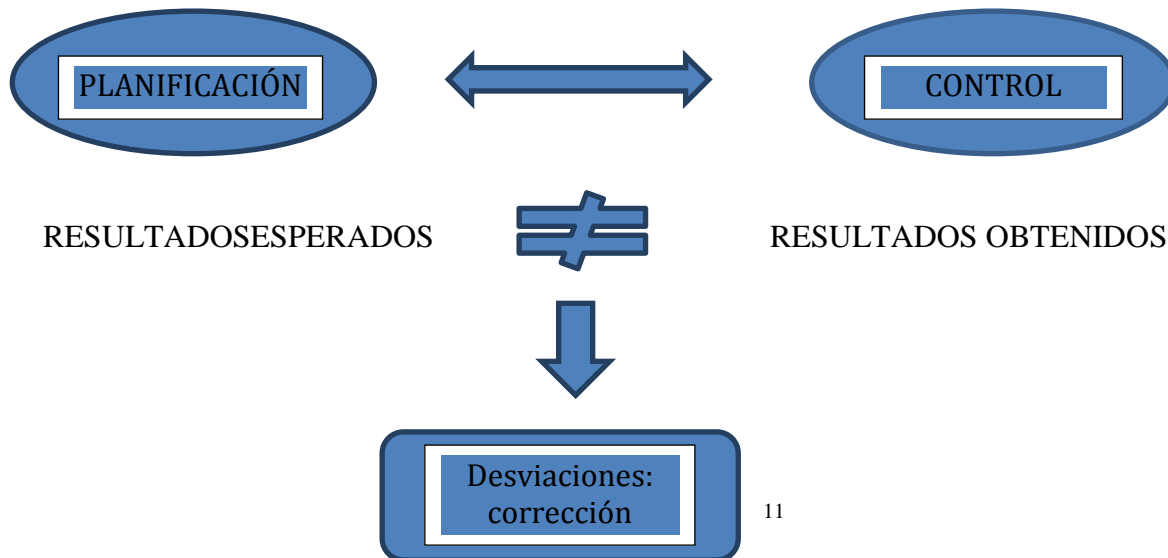 PLANIFICACIÓN
CONTROL
RESULTADOSESPERADOS
RESULTADOS OBTENIDOS
Desviaciones:
corrección
11